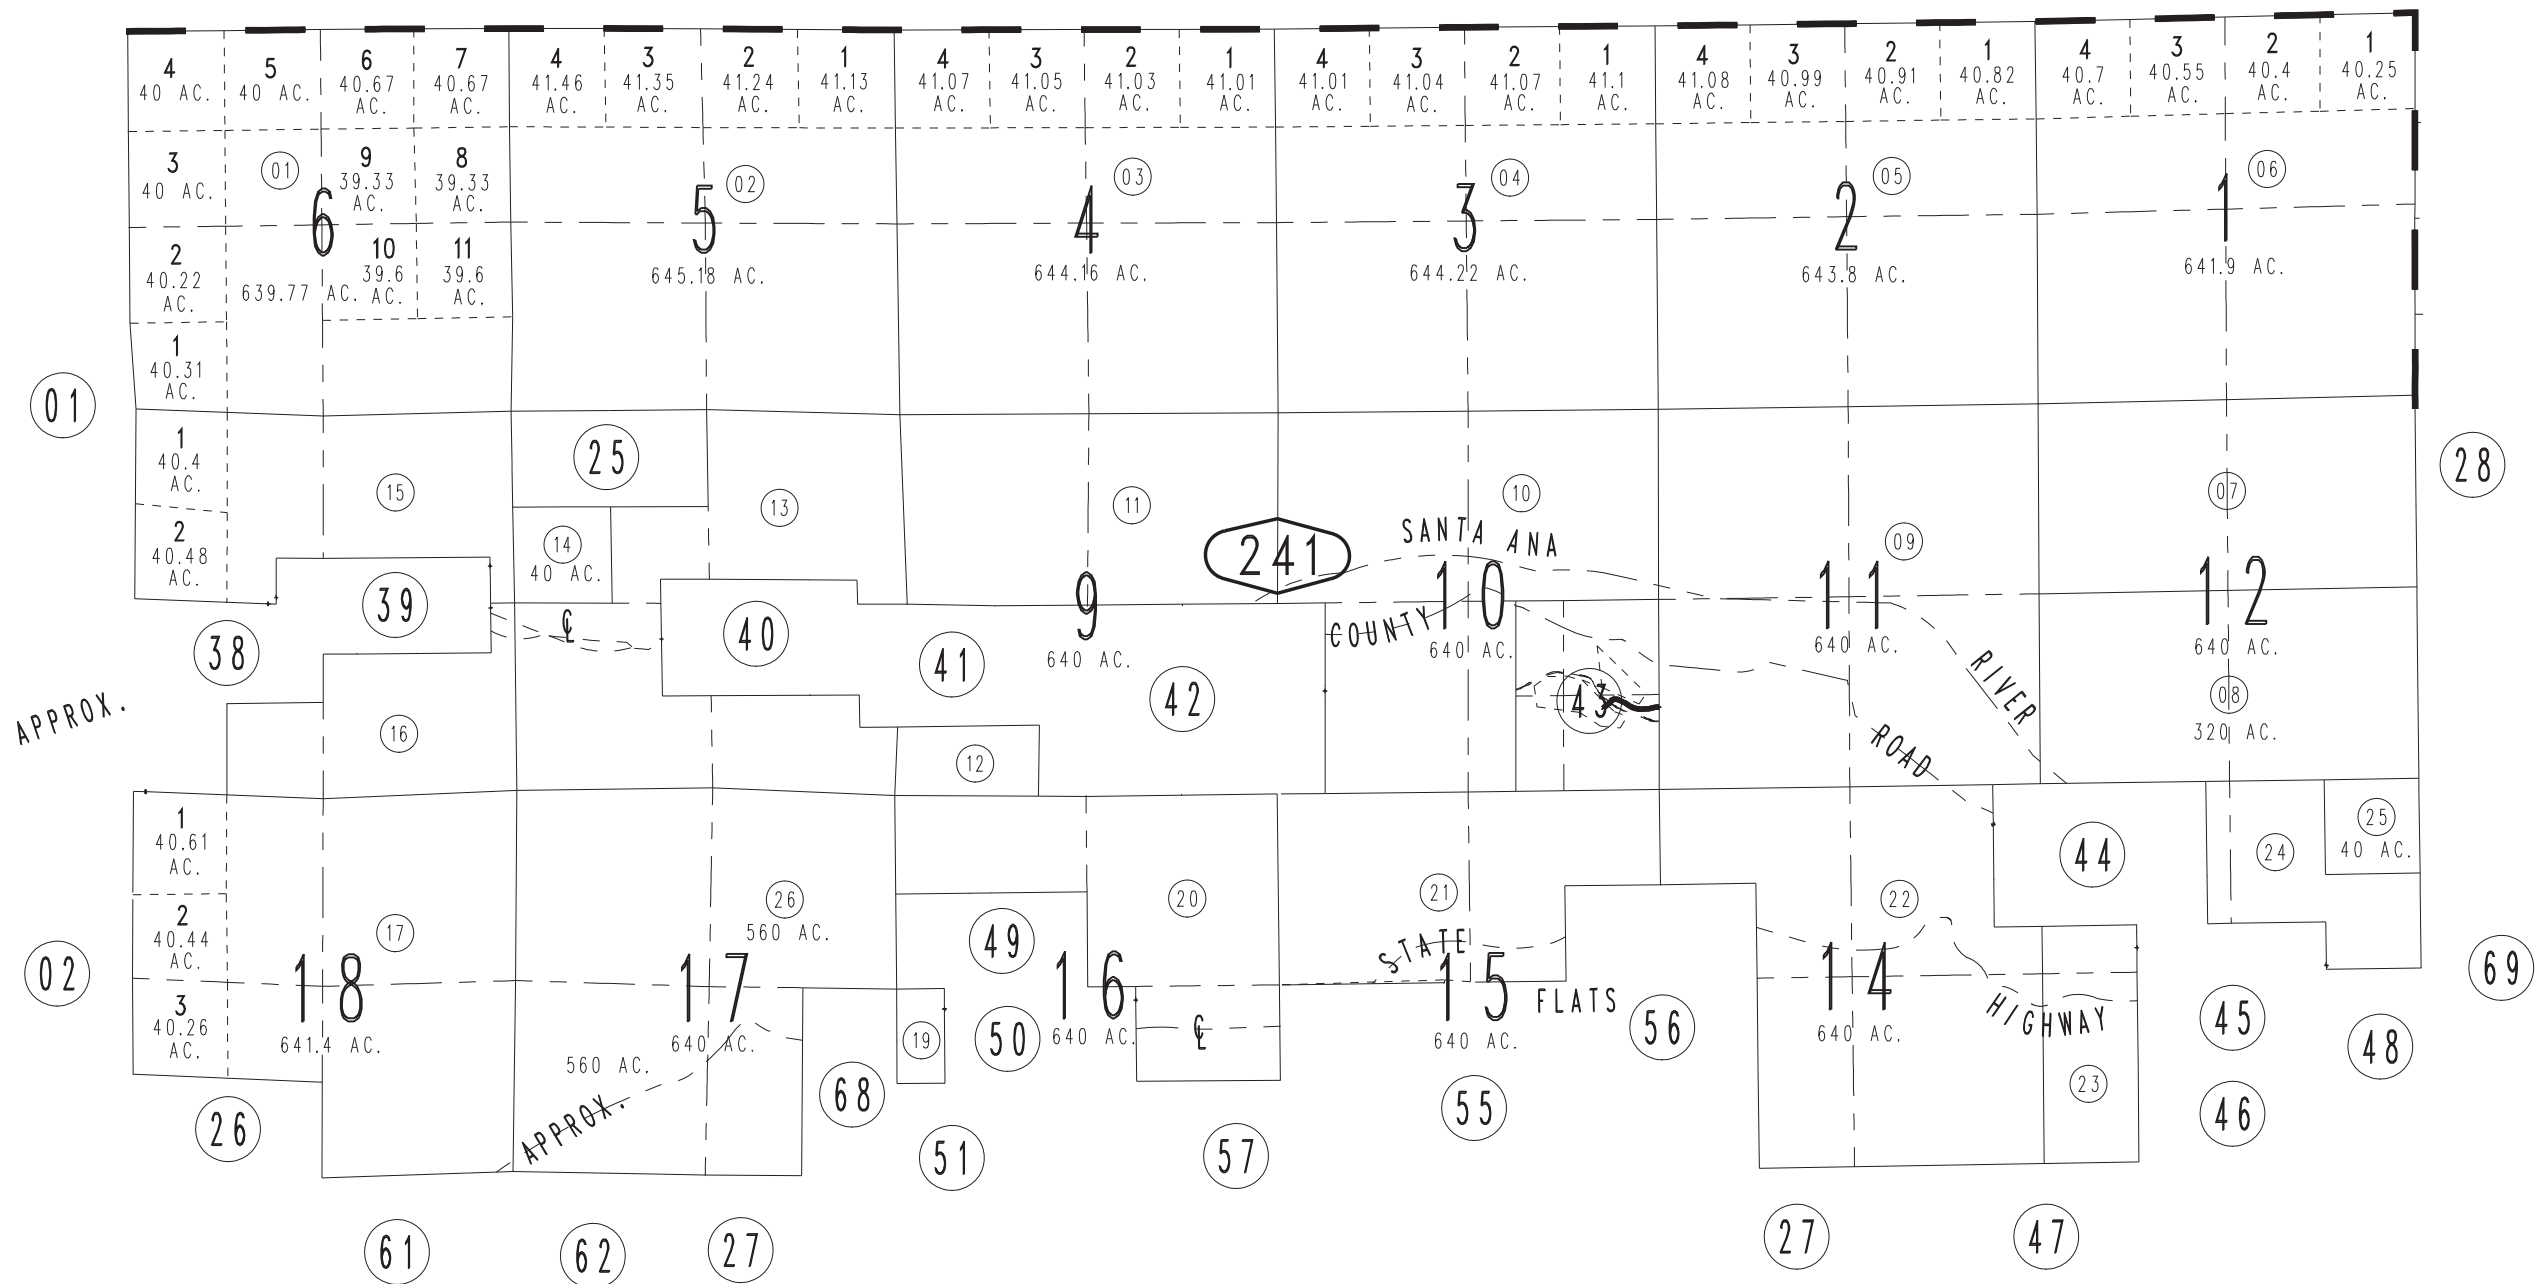 4 5 6 7 4 3 2 1 4 3 2 1 4 3 2 1 4 3 2 1 4 3 2 1
40 AC. 40 AC. 40.67 AC. 40.67 AC. 41.46 AC. 41.35 AC. 41.24 AC. 41.13 AC. 41.07 AC. 41.05 AC. 41.03 AC. 41.01 AC. 41.01 AC. 41.04 AC. 41.07 AC. 41.1 AC. 41.08 AC. 40.99 AC. 40.91 AC. 40.82 AC. 40.7 AC. 40.55 AC. 40.4 AC. 40.25 AC.
3 01 9 8 02 03 04 05 06
40 AC. 39.33 AC. 39.33 AC.
6 5 4 3 2 1
2 10 11
40.22 AC. 639.77 AC. 39.6 AC. 39.6 AC. 645.18 AC. 644.16 AC. 644.22 AC. 643.8 AC. 641.9 AC.
1
40.31 AC.
01
1 25 28
40.4 AC.
15 13 11 10 07
2 14 SANTA ANA 09
40.48 AC. 40 AC. 241
39 ℄ 40 9 10 11 12
38 41 640 AC. COUNTY 640 AC. 640 AC. 640 AC.
APPROX. 42 43 RIVER 08
16 12 ROAD 320 AC.
1 44 25
40.61 AC. 24 40 AC.
2 17 26 20 21 22
40.44 AC. 560 AC. 49 STATE
02 18 17 16 15 14 69
3 FLATS HIGHWAY
40.26 AC. 641.4 AC. 640 AC. 19 50 640 AC. ℄ 640 AC. 56 640 AC. 45 48
560 AC. 68 23
26 APPROX. 51 57 55 46
61 62 27 27 47